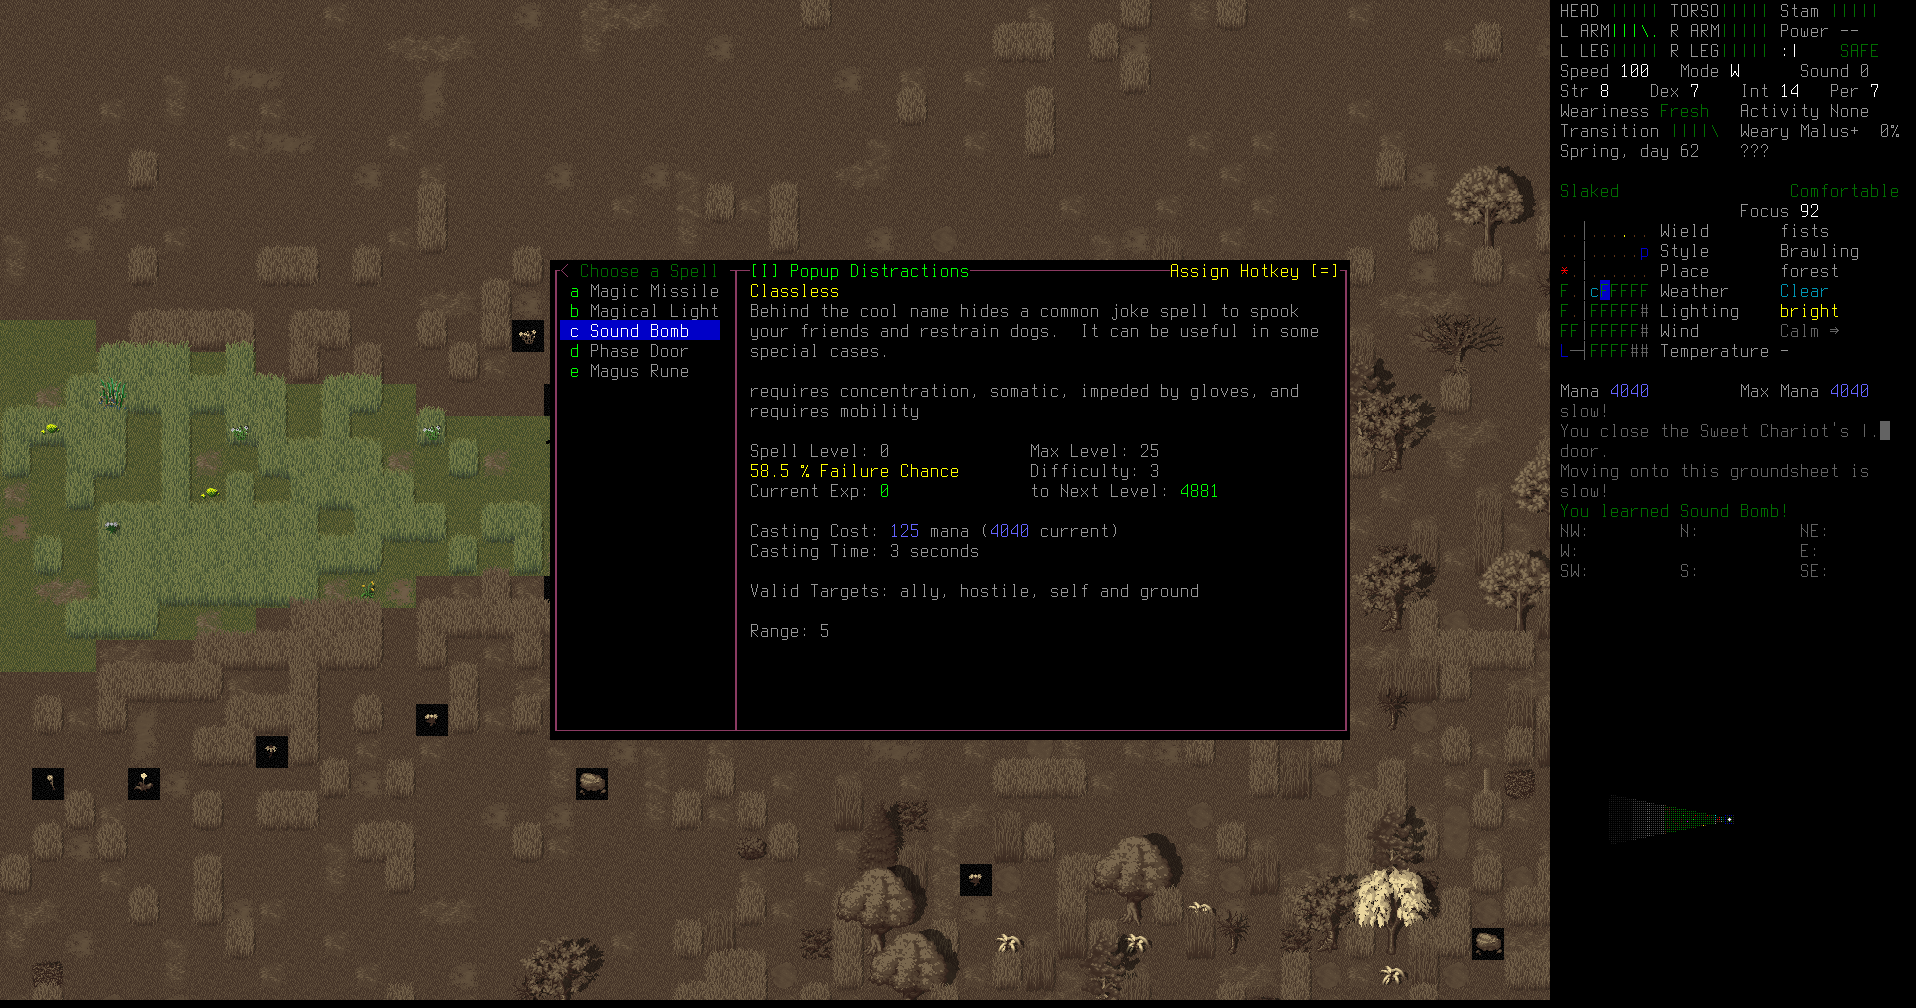 < Choose a Spell
a Magic Missile
b Magical Light
c Sound Bomb
d Phase Door
e Magus Rune
[I] Popup Distractions
Assign Hotkey [=]
Classless
Behind the cool name hides a common joke spell to spook
your friends and restrain dogs.  It can be useful in some
special cases.
requires concentration, somatic, impeded by gloves, and
requires mobility
Spell Level: 0 Max Level: 25
58.5 % Failure Chance Difficulty: 3
Current Exp: 0 to Next Level: 4881
Casting Cost: 125 mana (4040 current)
Casting Time: 3 seconds
Valid Targets: ally, hostile, self and ground
Range: 5
HEAD ||||| TORSO||||| Stam |||||
L ARM|||\. R ARM||||| Power --
L LEG||||| R LEG||||| :| SAFE
Speed 100 Mode W Sound 0
Str 8 Dex 7 Int 14 Per 7
Weariness Fresh Activity None
Transition ||||\ Weary Malus+ 0%
Spring, day 62 ???
Slaked Comfortable
Focus 92
..|...... Wield fists
..|..... Style Brawling
*.|...... Place forest
F.|cFFFFF Weather Clear
F.|FFFFF# Lighting bright
FF|FFFFF# Wind Calm ⇒
L—|FFFF## Temperature -
Mana 4040 Max Mana 4040
slow!
You close the Sweet Chariot's l.
door.
Moving onto this groundsheet is
slow!
You learned Sound Bomb!
NW: N: NE:
W: E:
SW: S: SE: